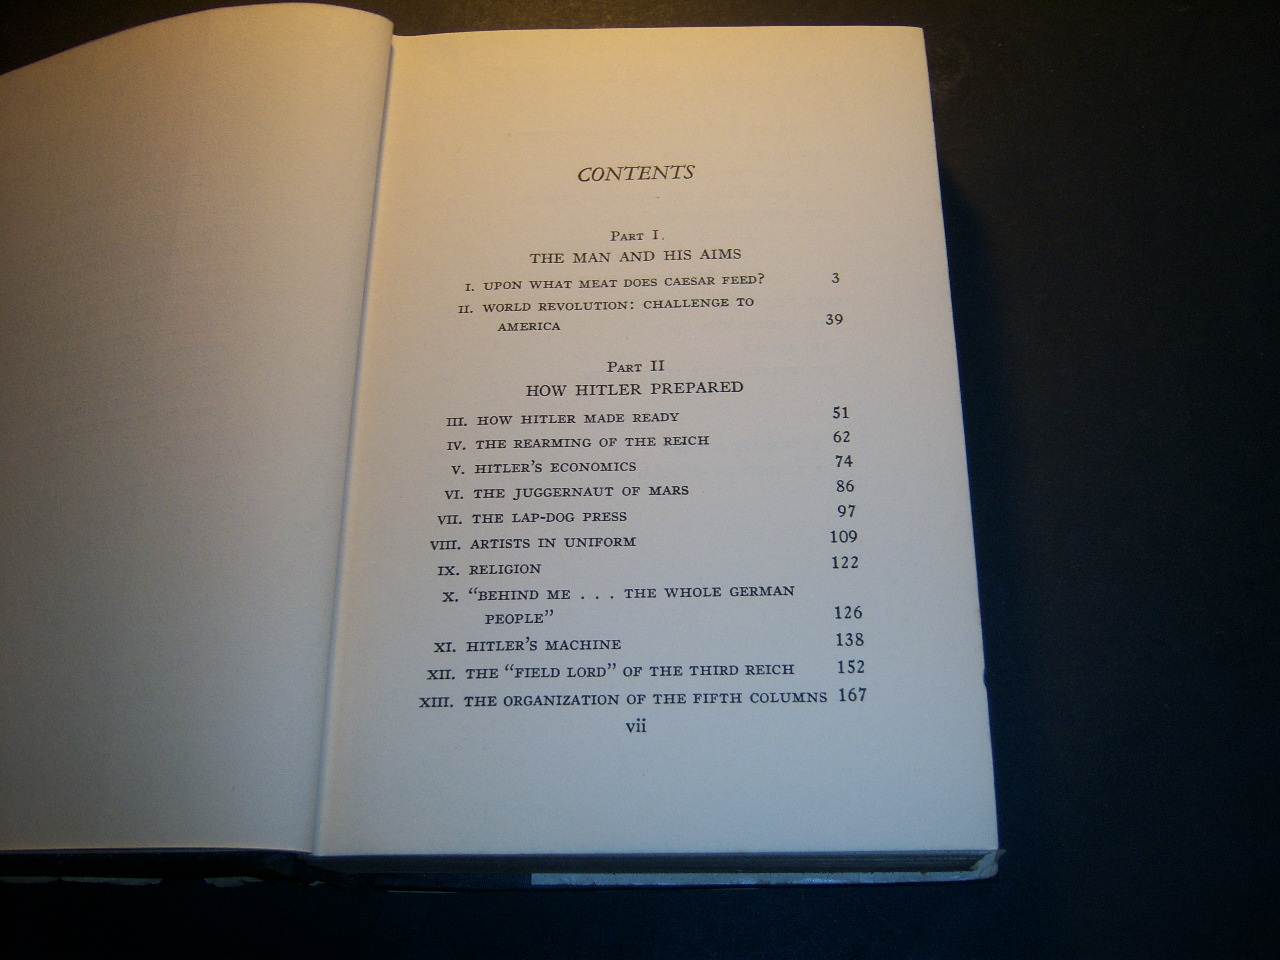 CONTENTS
Part I.
THE MAN AND HIS AIMS
I. UPON WHAT MEAT DOES CAESAR FEED? 3
II. WORLD REVOLUTION: CHALLENGE TO
AMERICA 39
Part II
HOW HITLER PREPARED
III. HOW HITLER MADE READY 51
IV. THE REARMING OF THE REICH 62
V. HITLER'S ECONOMICS 74
VI. THE JUGGERNAUT OF MARS 86
VII. THE LAP-DOG PRESS 97
VIII. ARTISTS IN UNIFORM 109
IX. RELIGION 122
X. "BEHIND ME . . . THE WHOLE GERMAN
PEOPLE" 126
XI. HITLER'S MACHINE 138
XII. THE "FIELD LORD" OF THE THIRD REICH 152
XIII. THE ORGANIZATION OF THE FIFTH COLUMNS 167
vii